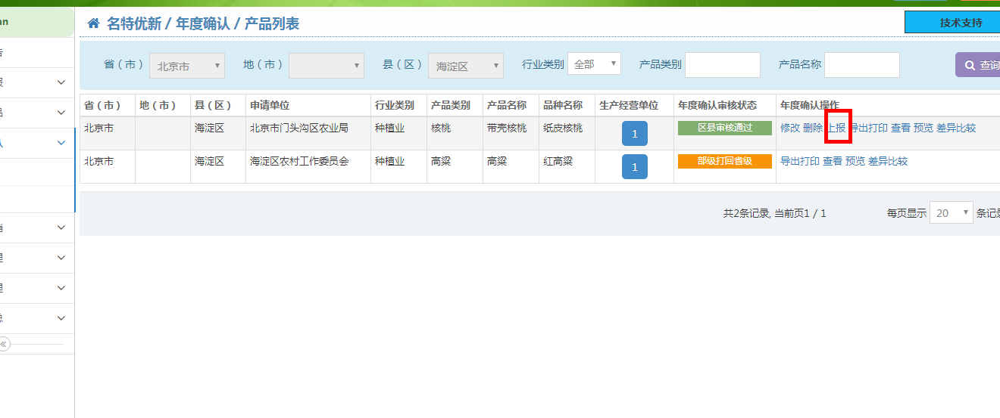 名特优新 / 年度确认 / 产品列表
技术支持
省（市） 北京市 地（市） 县（区） 海淀区 行业类别 全部 产品类别 产品名称 查询
省（市） 地（市） 县（区） 申请单位 行业类别 产品类别 产品名称 品种名称 生产经营单位 年度确认审核状态 年度确认操作
北京市 海淀区 北京市门头沟区农业局 种植业 核桃 带壳核桃 纸皮核桃 1 区县审核通过 修改 删除 上报 导出打印 查看 预览 差异比较
北京市 海淀区 海淀区农村工作委员会 种植业 高粱 高粱 红高粱 1 部级打回省级 导出打印 查看 预览 差异比较
共2条记录, 当前页1 / 1 每页显示 20 条记